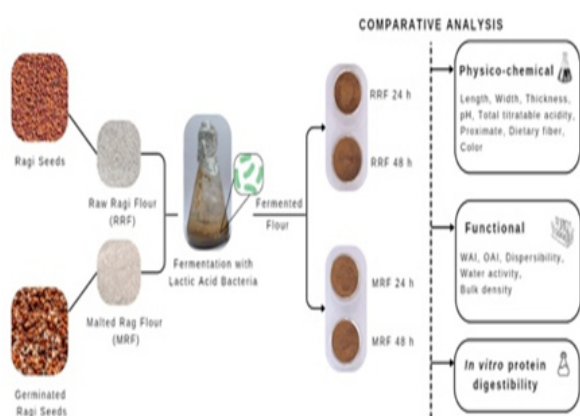 COMPARATIVE ANALYSIS
Ragi Seeds
Raw Ragi Flour
(RRF)
Malted Rag Flour
(MRF)
Germinated
Ragi Seeds
Fermentation with
Lactic Acid Bacteria
Fermented
Flour
RRF 24 h
RRF 48 h
MRF 24 h
MRF 48 h
Physico-chemical
Length, Width, Thickness,
pH, Total titratable acidity,
Proximate, Dietary fiber,
Color
Functional
WAI, OAI, Dispersibility,
Water activity,
Bulk density
In vitro protein
digestibility